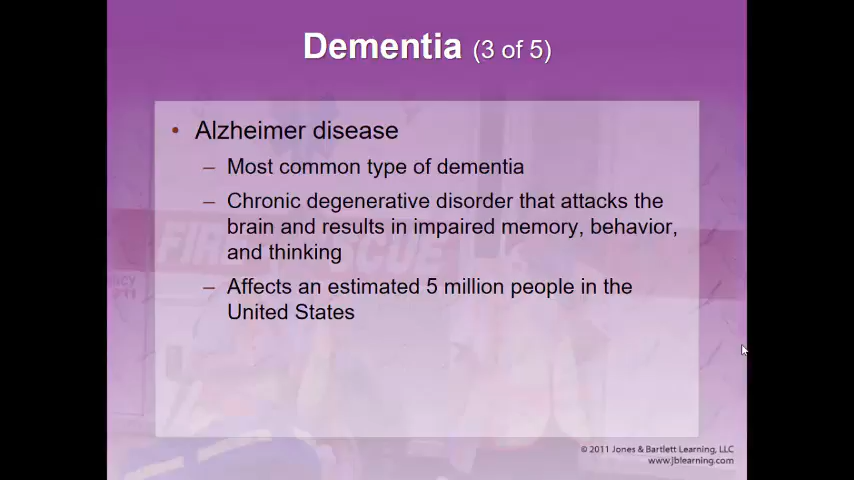 Dementia (3 of 5)
• Alzheimer disease
– Most common type of dementia
– Chronic degenerative disorder that attacks the
brain and results in impaired memory, behavior,
and thinking
– Affects an estimated 5 million people in the
United States
FIRE RESCUE
© 2011 Jones & Bartlett Learning, LLC
www.jblearning.com